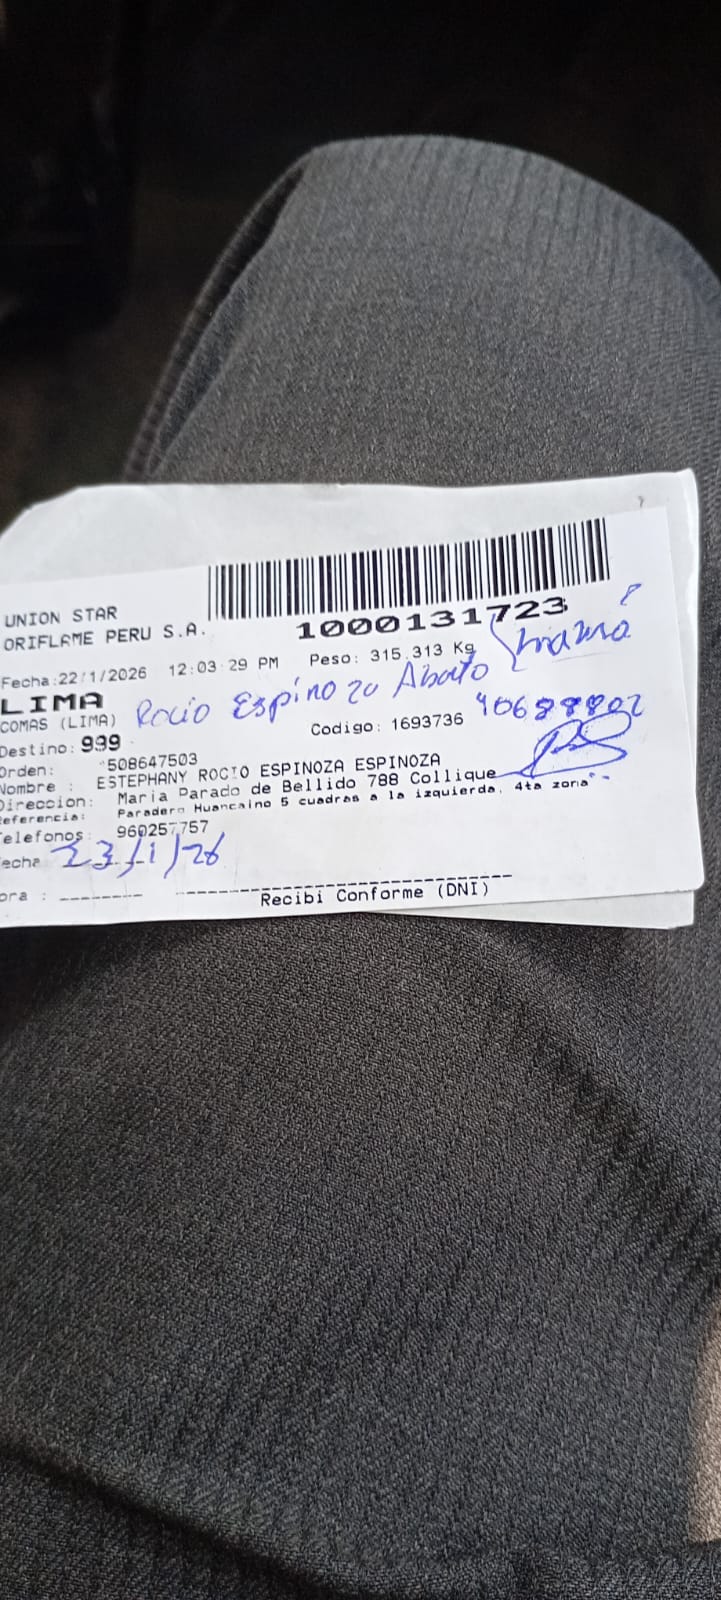 UNION STAR
ORIFLAME PERU S.A.
1000131723
Fecha:22/1/2026 12:03:29 PM Peso: 315.313 Kg
LIMA
Rocio Espinoza Mamá
COMAS (LIMA)
Codigo: 1693736
Destino: 999
Orden: 508647503
Nombre : ESTEPHANY ROCIO ESPINOZA ESPINOZA
Direccion: Maria Parado de Bellido 788 Collique
Referencia: Paradero Huancaino 5 cuadras a la izquierda, 4ta zona
Telefonos: 960257757
echa 23/1/26
ora :
Recibi Conforme (DNI)